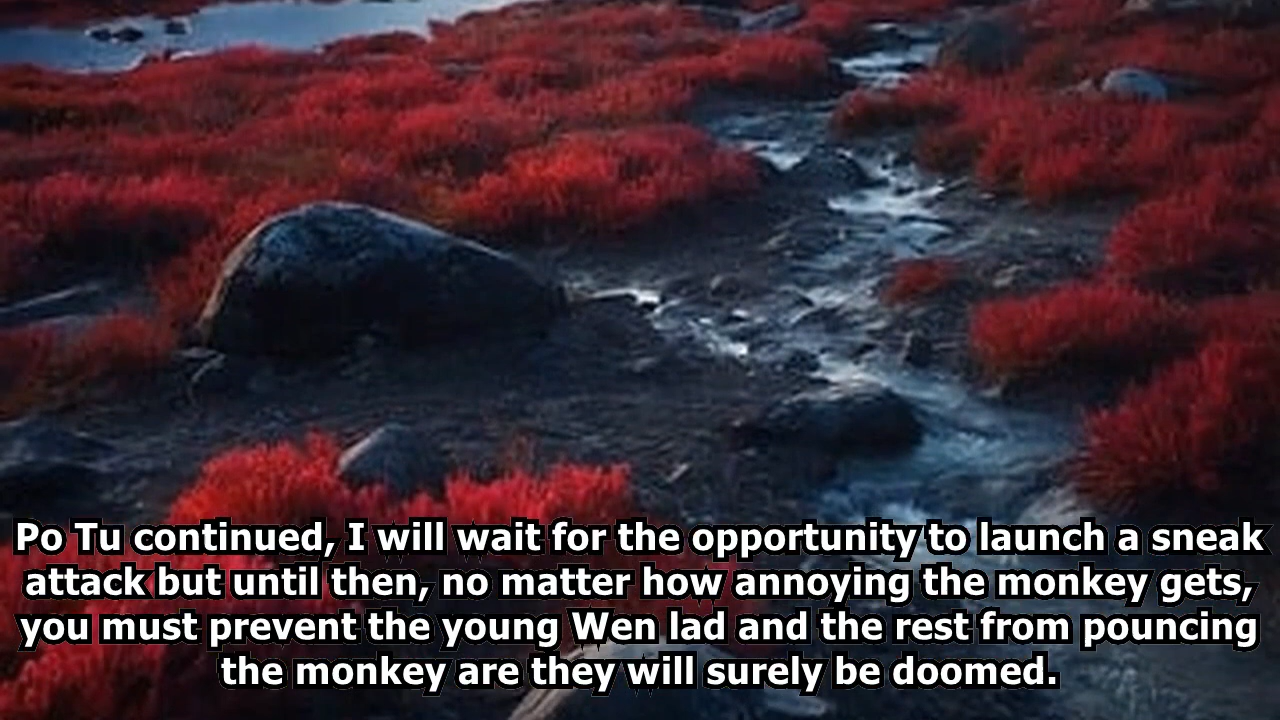 Po Tu continued, I will wait for the opportunity to launch a sneak
attack but until then, no matter how annoying the monkey gets,
you must prevent the young Wen lad and the rest from pouncing
the monkey are they will surely be doomed.